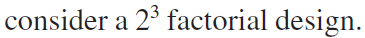 consider a 2³ factorial design.